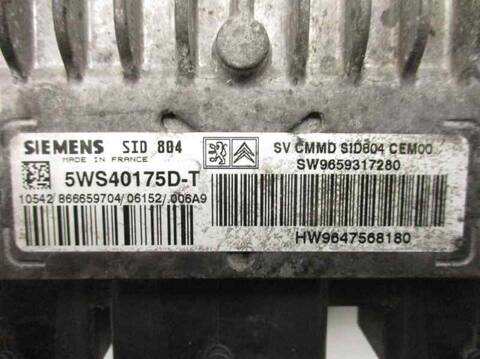 SIEMENS SID 804
MADE IN FRANCE
5WS40175D-T
10542 866659704/06152/.006A9
SV CMMD SID804 CEM00..
SW9659317280
HW9647568180